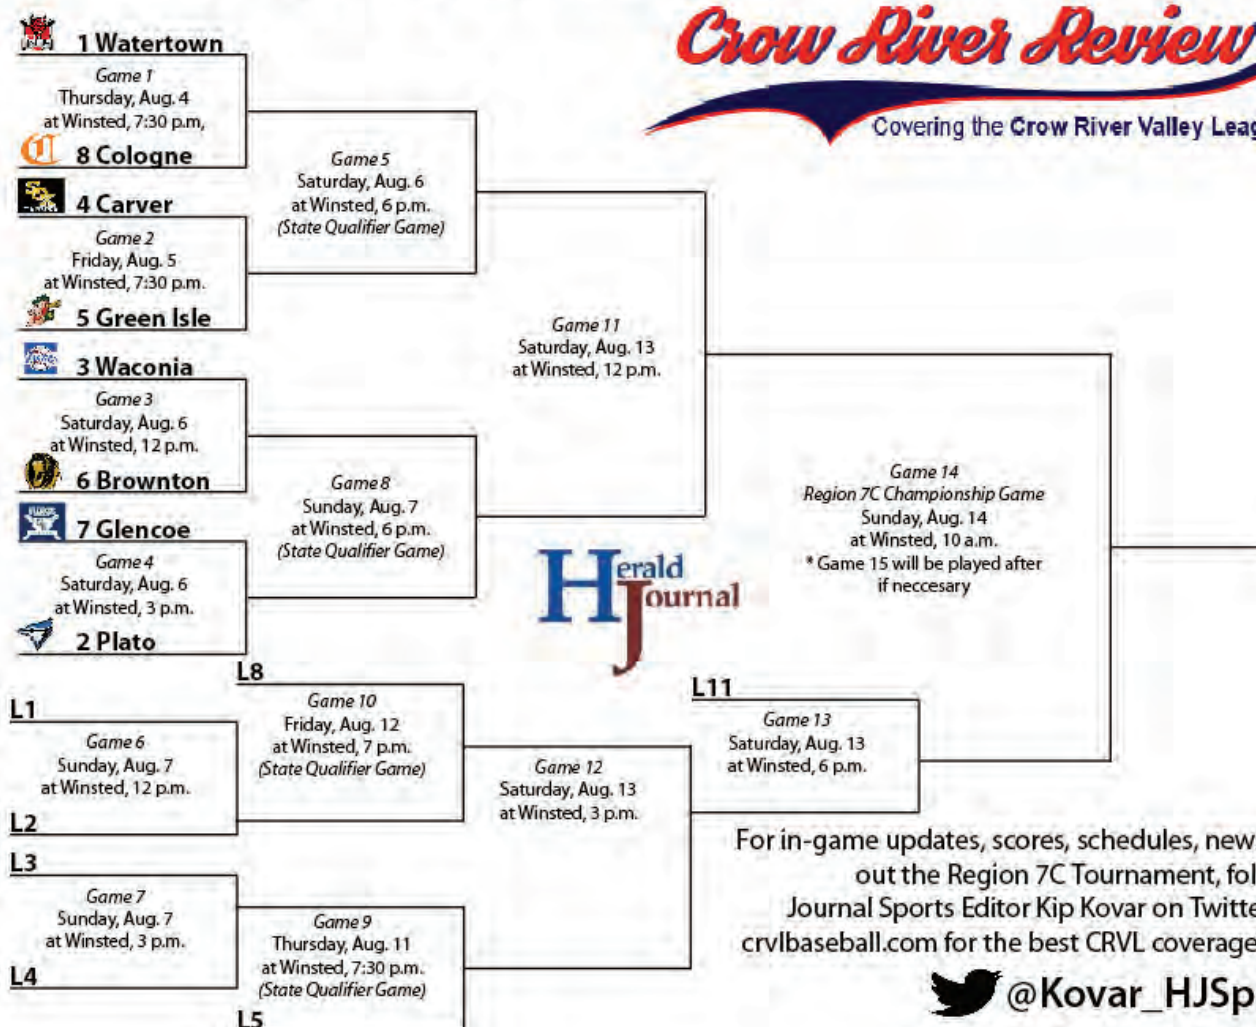 Crow River Review
Covering the Crow River Valley Leag
1 Watertown
Game 1
Thursday, Aug. 4
at Winsted, 7:30 p.m,
8 Cologne
4 Carver
Game 2
Friday, Aug. 5
at Winsted, 7:30 p.m.
5 Green Isle
3 Waconia
Game 3
Saturday, Aug. 6
at Winsted, 12 p.m.
6 Brownton
7 Glencoe
Game 4
Saturday, Aug. 6
at Winsted, 3 p.m.
2 Plato
Game 5
Saturday, Aug. 6
at Winsted, 6 p.m.
(State Qualifier Game)
Game 8
Sunday, Aug. 7
at Winsted, 6 p.m.
(State Qualifier Game)
Game 11
Saturday, Aug. 13
at Winsted, 12 p.m.
Game 14
Region 7C Championship Game
Sunday, Aug. 14
at Winsted, 10 a.m.
* Game 15 will be played after
if neccesary
Herald
Journal
L1
Game 6
Sunday, Aug. 7
at Winsted, 12 p.m.
L2
L3
Game 7
Sunday, Aug. 7
at Winsted, 3 p.m.
L4
L8
Game 10
Friday, Aug. 12
at Winsted, 7 p.m.
(State Qualifier Game)
Game 9
Thursday, Aug. 11
at Winsted, 7:30 p.m.
(State Qualifier Game)
L5
Game 12
Saturday, Aug. 13
at Winsted, 3 p.m.
L11
Game 13
Saturday, Aug. 13
at Winsted, 6 p.m.
For in-game updates, scores, schedules, new
out the Region 7C Tournament, fol
Journal Sports Editor Kip Kovar on Twitte
crvlbaseball.com for the best CRVL coverage
@Kovar_HJSp